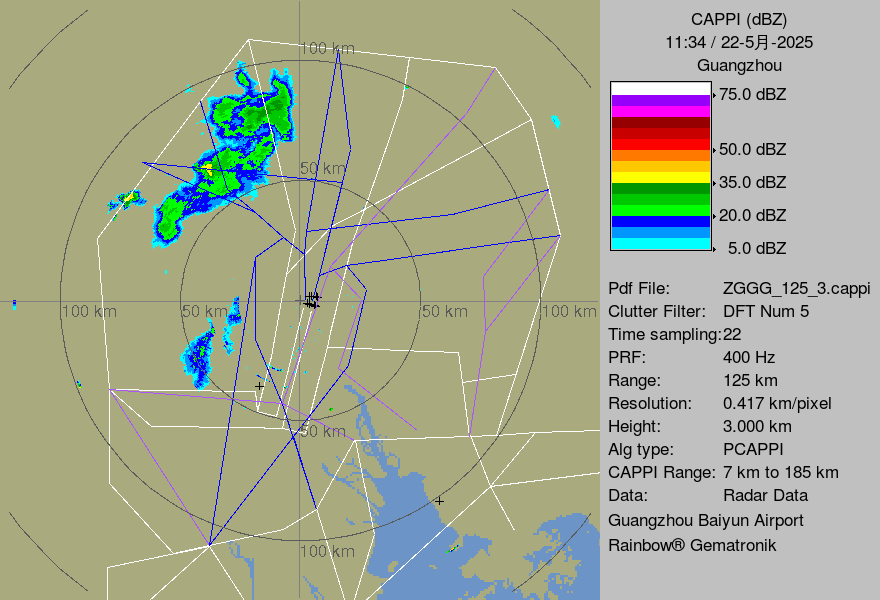 CAPPI (dBZ)
11:34 / 22-5月-2025
Guangzhou
75.0 dBZ
50.0 dBZ
35.0 dBZ
20.0 dBZ
5.0 dBZ
Pdf File: ZGGG_125_3.cappi
Clutter Filter: DFT Num 5
Time sampling:22
PRF: 400 Hz
Range: 125 km
Resolution: 0.417 km/pixel
Height: 3.000 km
Alg type: PCAPPI
CAPPI Range: 7 km to 185 km
Data: Radar Data
Guangzhou Baiyun Airport
Rainbow® Gematronik
100 km
50 km
100 km 50 km 50 km 100 km
50 km
100 km